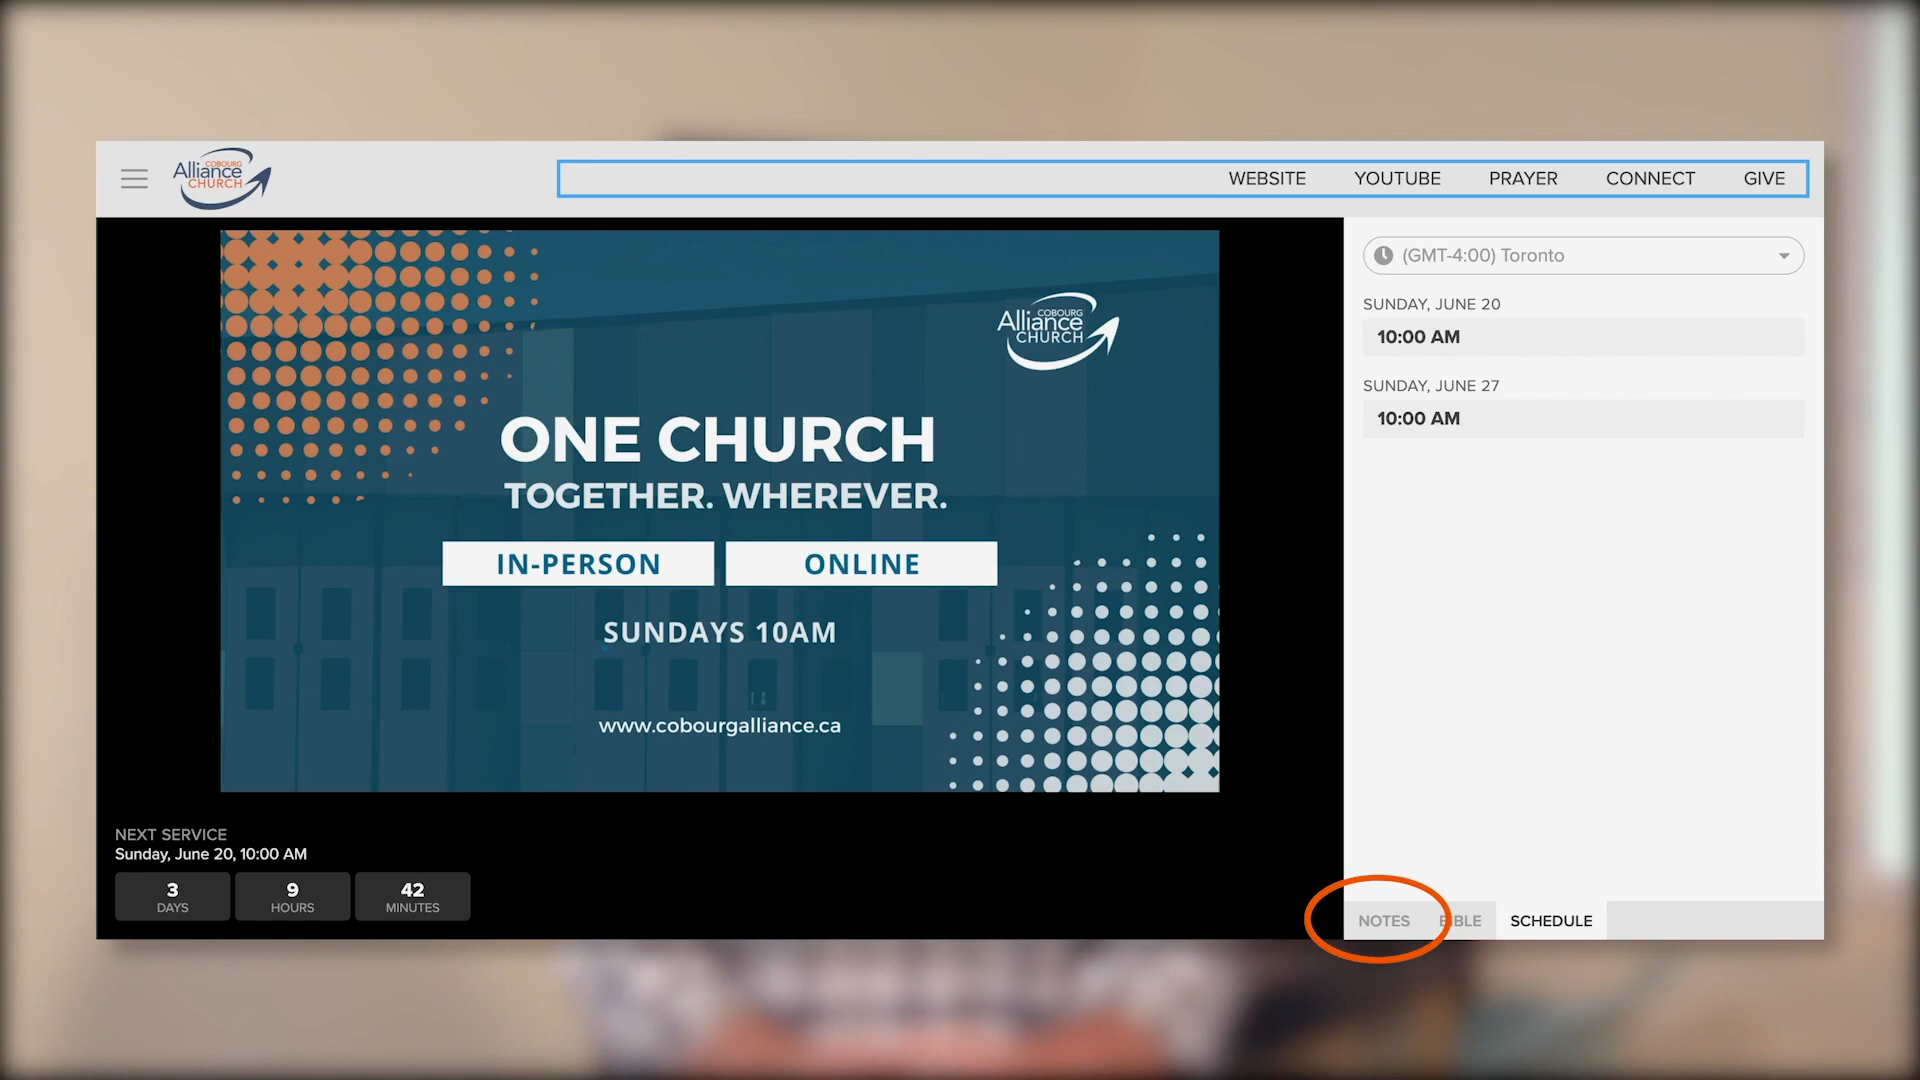 COBOURG
Alliance
CHURCH
WEBSITE YOUTUBE PRAYER CONNECT GIVE
COBOURG
Alliance
CHURCH
ONE CHURCH
TOGETHER. WHEREVER.
IN-PERSON ONLINE
SUNDAYS 10AM
www.cobourgalliance.ca
NEXT SERVICE
Sunday, June 20, 10:00 AM
3 9 42
DAYS HOURS MINUTES
(GMT-4:00) Toronto
SUNDAY, JUNE 20
10:00 AM
SUNDAY, JUNE 27
10:00 AM
NOTES BIBLE SCHEDULE